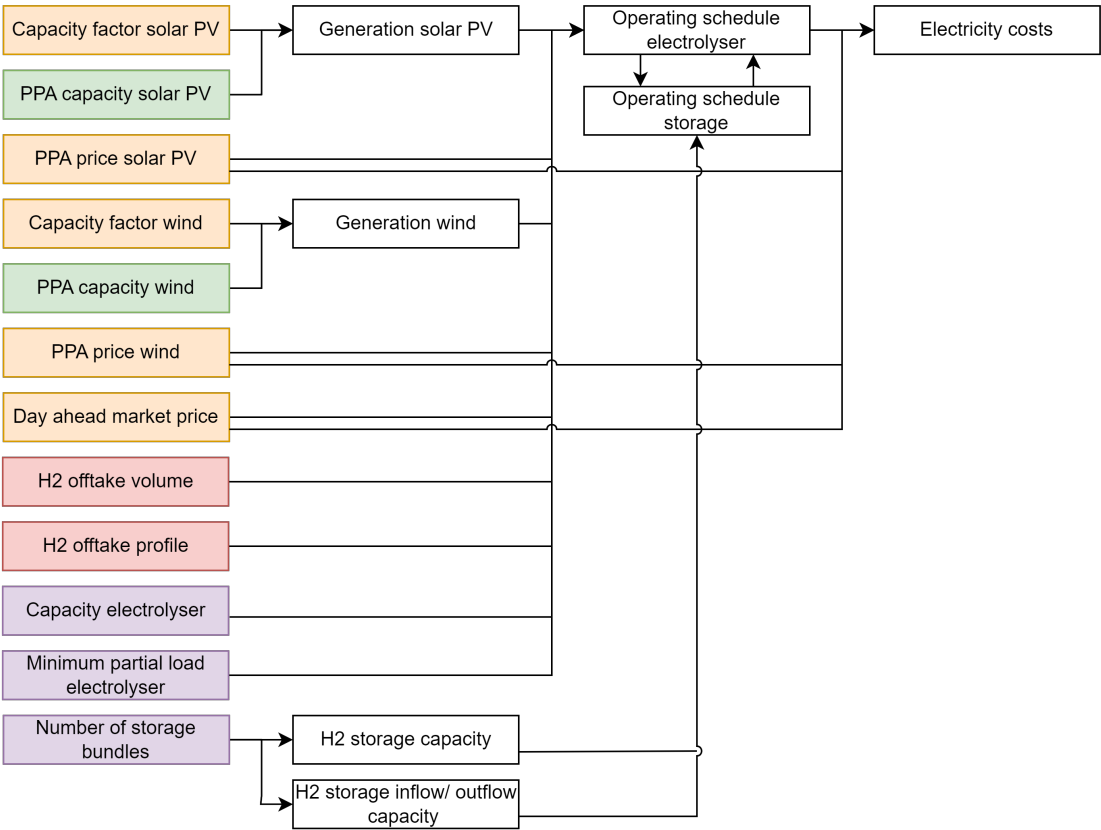 Capacity factor solar PV
Generation solar PV
Operating schedule
electrolyser
Electricity costs
PPA capacity solar PV
Operating schedule
storage
PPA price solar PV
Capacity factor wind
Generation wind
PPA capacity wind
PPA price wind
Day ahead market price
H2 offtake volume
H2 offtake profile
Capacity electrolyser
Minimum partial load
electrolyser
Number of storage
bundles
H2 storage capacity
H2 storage inflow/ outflow
capacity